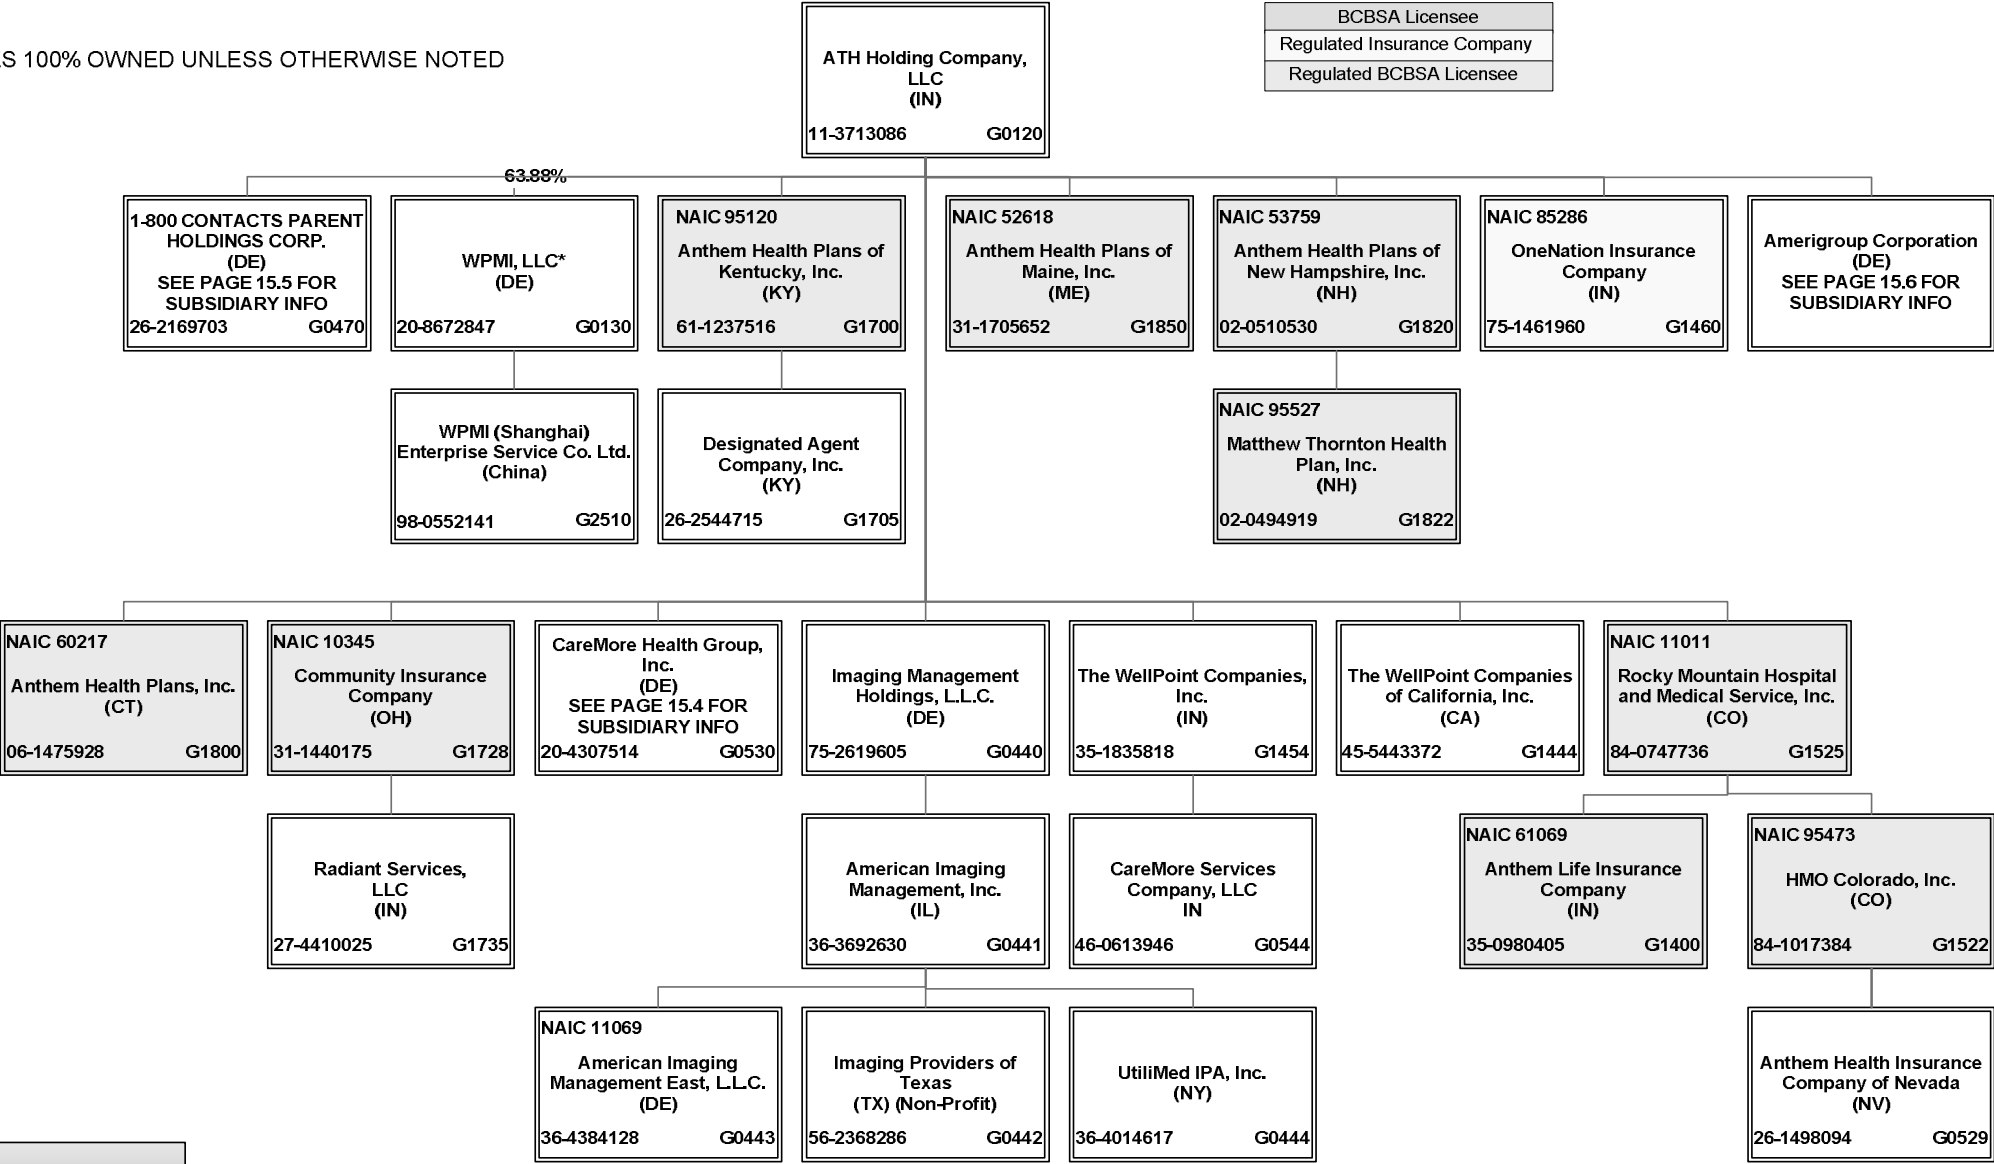 S 100% OWNED UNLESS OTHERWISE NOTED
BCBSA Licensee
Regulated Insurance Company
Regulated BCBSA Licensee
ATH Holding Company,
LLC
(IN)
11-3713086 G0120
63.88%
1-800 CONTACTS PARENT
HOLDINGS CORP.
(DE)
SEE PAGE 15.5 FOR
SUBSIDIARY INFO
26-2169703 G0470
WPMI, LLC*
(DE)
20-8672847 G0130
NAIC 95120
Anthem Health Plans of
Kentucky, Inc.
(KY)
61-1237516 G1700
NAIC 52618
Anthem Health Plans of
Maine, Inc.
(ME)
31-1705652 G1850
NAIC 53759
Anthem Health Plans of
New Hampshire, Inc.
(NH)
02-0510530 G1820
NAIC 85286
OneNation Insurance
Company
(IN)
75-1461960 G1460
Amerigroup Corporation
(DE)
SEE PAGE 15.6 FOR
SUBSIDIARY INFO
WPMI (Shanghai)
Enterprise Service Co. Ltd.
(China)
98-0552141 G2510
Designated Agent
Company, Inc.
(KY)
26-2544715 G1705
NAIC 95527
Matthew Thornton Health
Plan, Inc.
(NH)
02-0494919 G1822
NAIC 60217
Anthem Health Plans, Inc.
(CT)
06-1475928 G1800
NAIC 10345
Community Insurance
Company
(OH)
31-1440175 G1728
CareMore Health Group,
Inc.
(DE)
SEE PAGE 15.4 FOR
SUBSIDIARY INFO
20-4307514 G0530
Imaging Management
Holdings, L.L.C.
(DE)
75-2619605 G0440
The WellPoint Companies,
Inc.
(IN)
35-1835818 G1454
The WellPoint Companies
of California, Inc.
(CA)
45-5443372 G1444
NAIC 11011
Rocky Mountain Hospital
and Medical Service, Inc.
(CO)
84-0747736 G1525
Radiant Services,
LLC
(IN)
27-4410025 G1735
American Imaging
Management, Inc.
(IL)
36-3692630 G0441
CareMore Services
Company, LLC
IN
46-0613946 G0544
NAIC 61069
Anthem Life Insurance
Company
(IN)
35-0980405 G1400
NAIC 95473
HMO Colorado, Inc.
(CO)
84-1017384 G1522
NAIC 11069
American Imaging
Management East, L.L.C.
(DE)
36-4384128 G0443
Imaging Providers of
Texas
(TX) (Non-Profit)
56-2368286 G0442
UtiliMed IPA, Inc.
(NY)
36-4014617 G0444
Anthem Health Insurance
Company of Nevada
(NV)
26-1498094 G0529